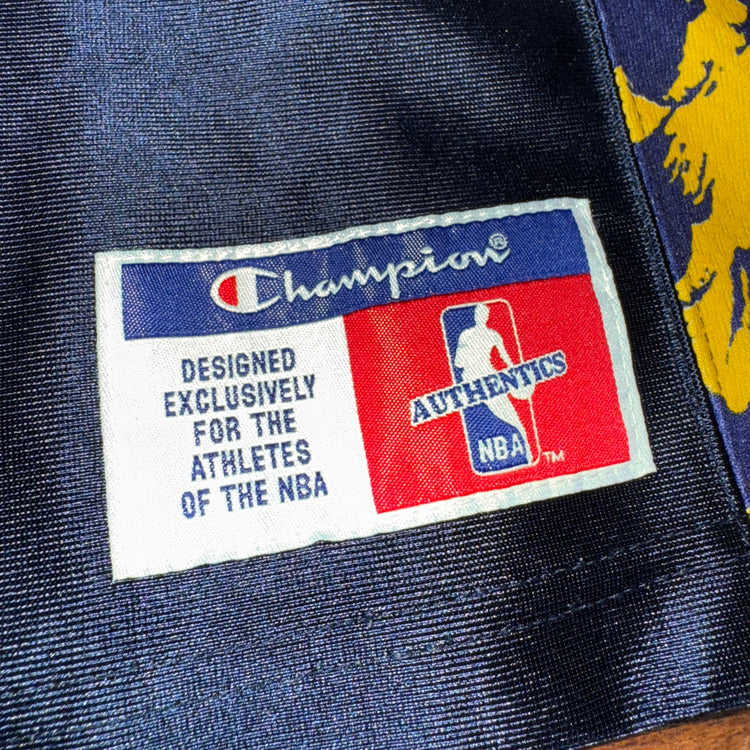 Champion®
DESIGNED
EXCLUSIVELY
FOR THE
ATHLETES
OF THE NBA
AUTHENTICS
NBA ™